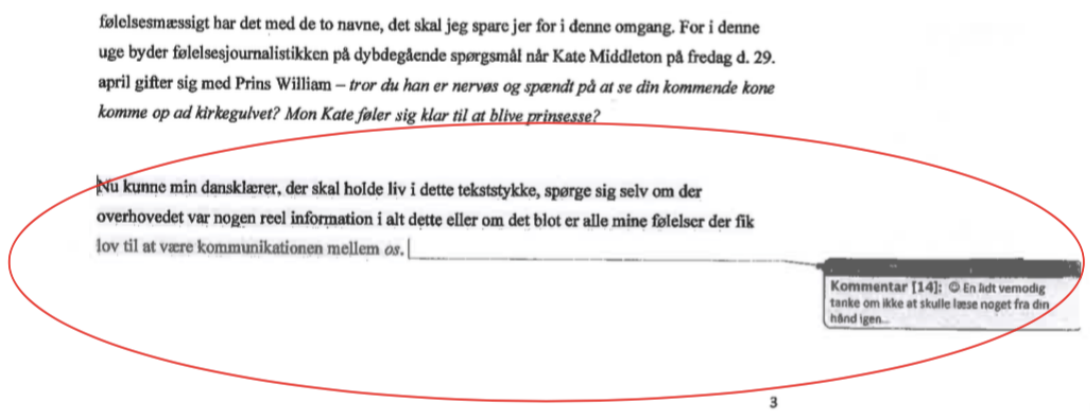 følelsesmæssigt har det med de to navne, det skal jeg spare jer for i denne omgang. For i denne
uge byder følelsesjournalistikken på dybdegående spørgsmål når Kate Middleton på fredag d. 29.
april gifter sig med Prins William – tror du han er nervøs og spændt på at se din kommende kone
komme op ad kirkegulvet? Mon Kate føler sig klar til at blive prinsesse?
Nu kunne min dansklærer, der skal holde liv i dette tekststykke, spørge sig selv om der
overhovedet var nogen reel information i alt dette eller om det blot er alle mine følelser der fik
lov til at være kommunikationen mellem os.
Kommentar [14]: ☺ En lidt vemodig
tanke om ikke at skulle læse noget fra din
hånd igen...
3